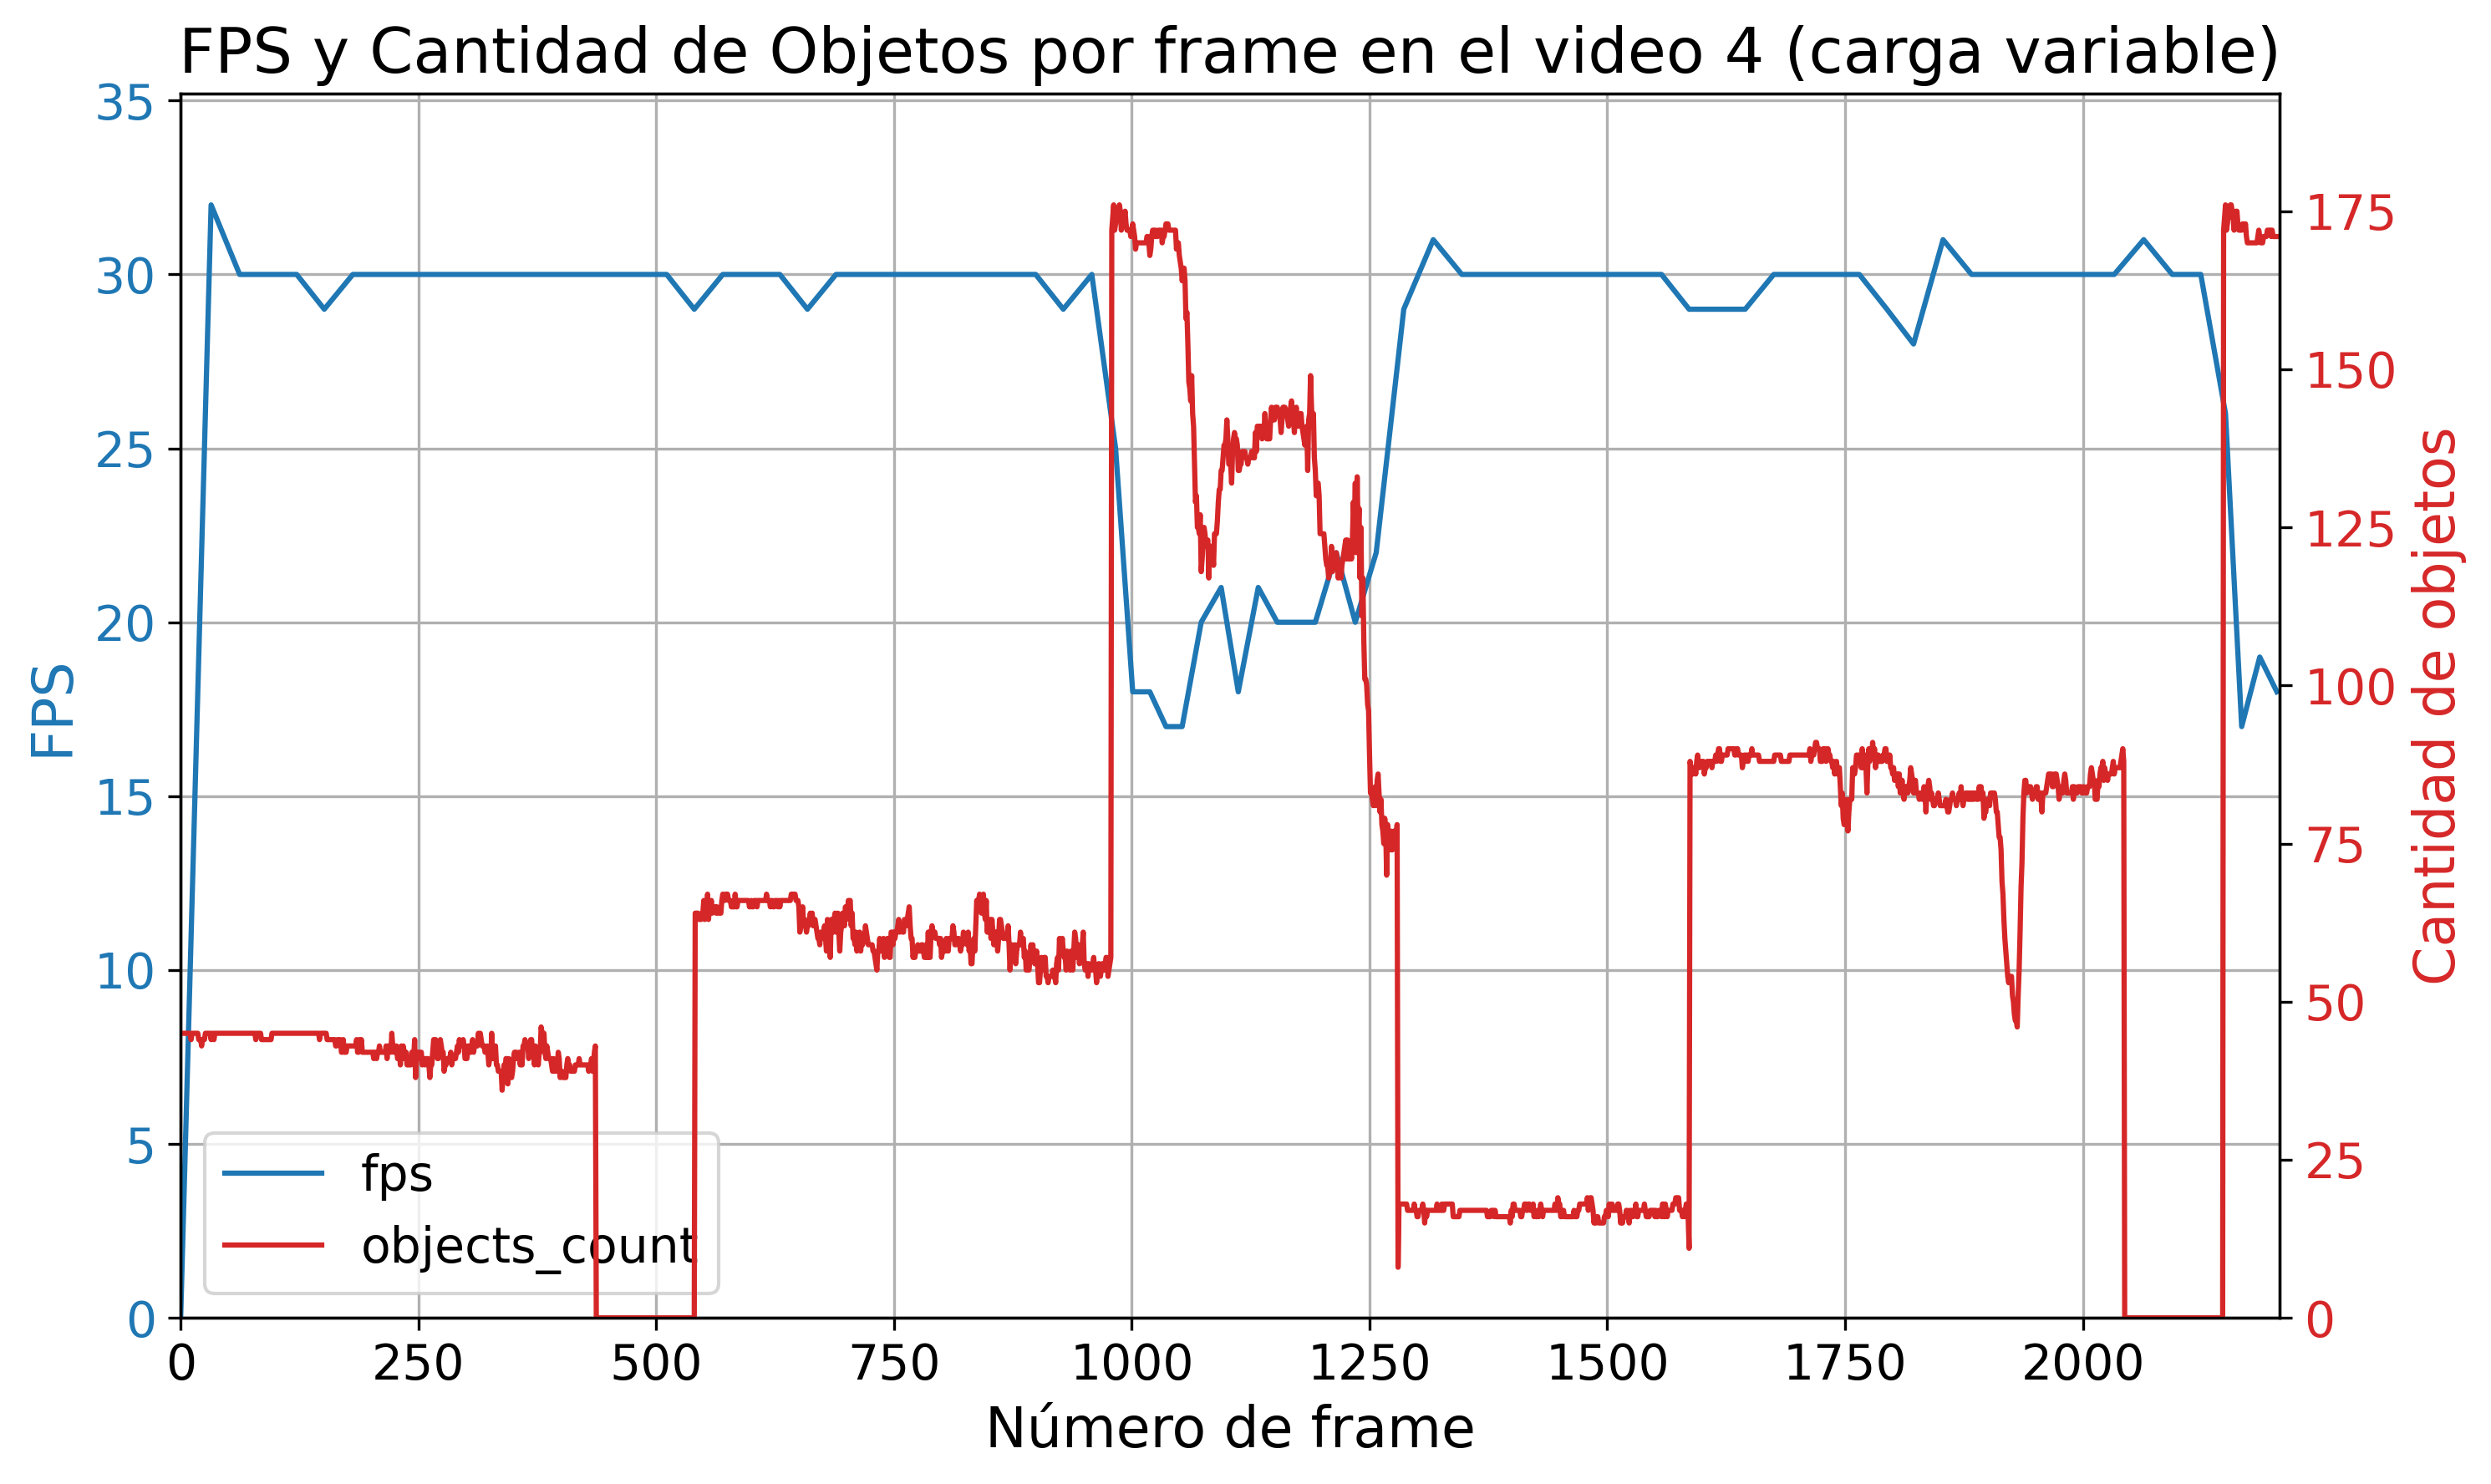 FPS y Cantidad de Objetos por frame en el video 4 (carga variable)
35
30
25
20
15
10
5
0
FPS
175
150
125
100
75
50
25
0
Cantidad de objetos
fps
objects_count
0 250 500 750 1000 1250 1500 1750 2000
Número de frame